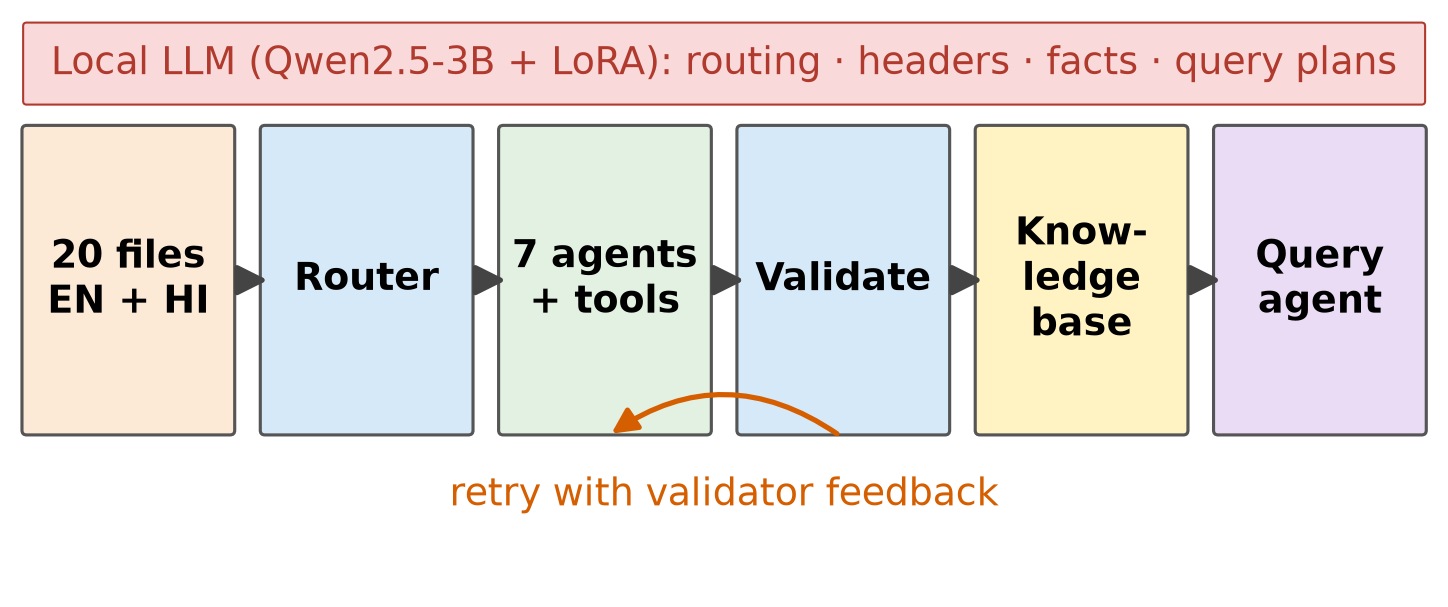 Local LLM (Qwen2.5-3B + LoRA): routing · headers · facts · query plans
20 files
EN + HI
Router
7 agents
+ tools
Validate
Know-
ledge
base
Query
agent
retry with validator feedback